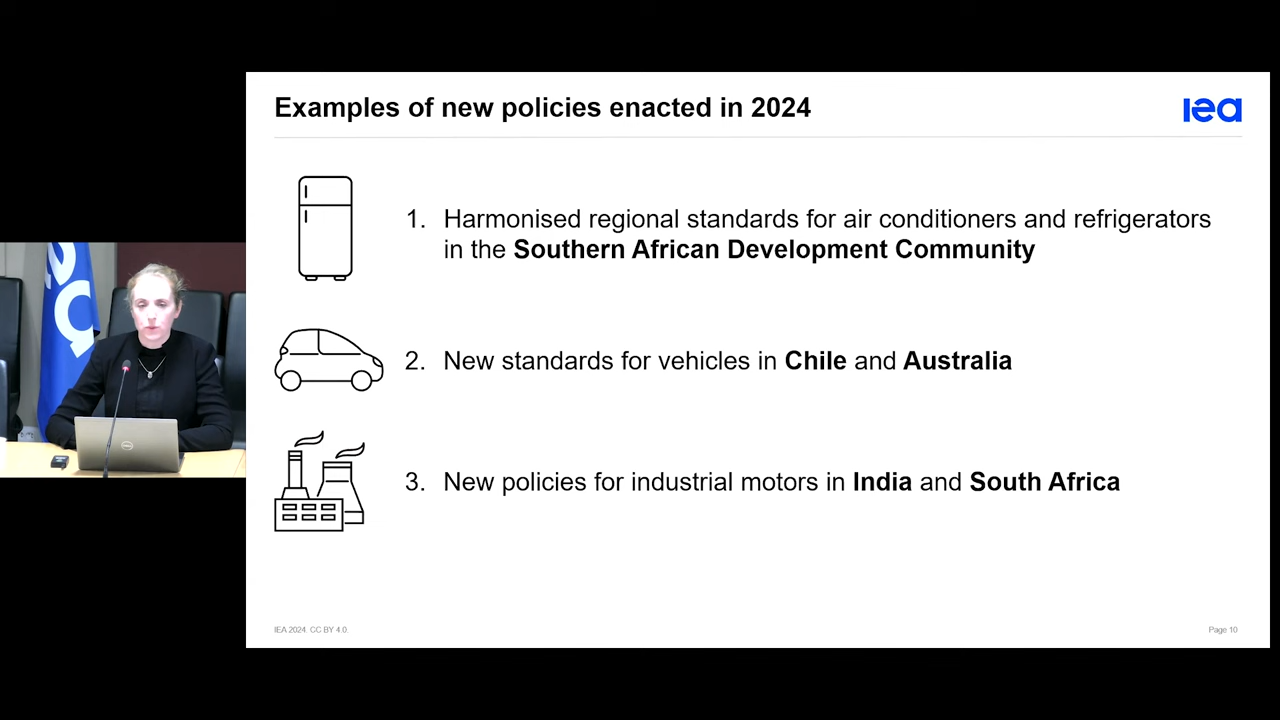 Examples of new policies enacted in 2024
iea
1. Harmonised regional standards for air conditioners and refrigerators
in the Southern African Development Community
2. New standards for vehicles in Chile and Australia
3. New policies for industrial motors in India and South Africa
IEA 2024. CC BY 4.0.
Page 10